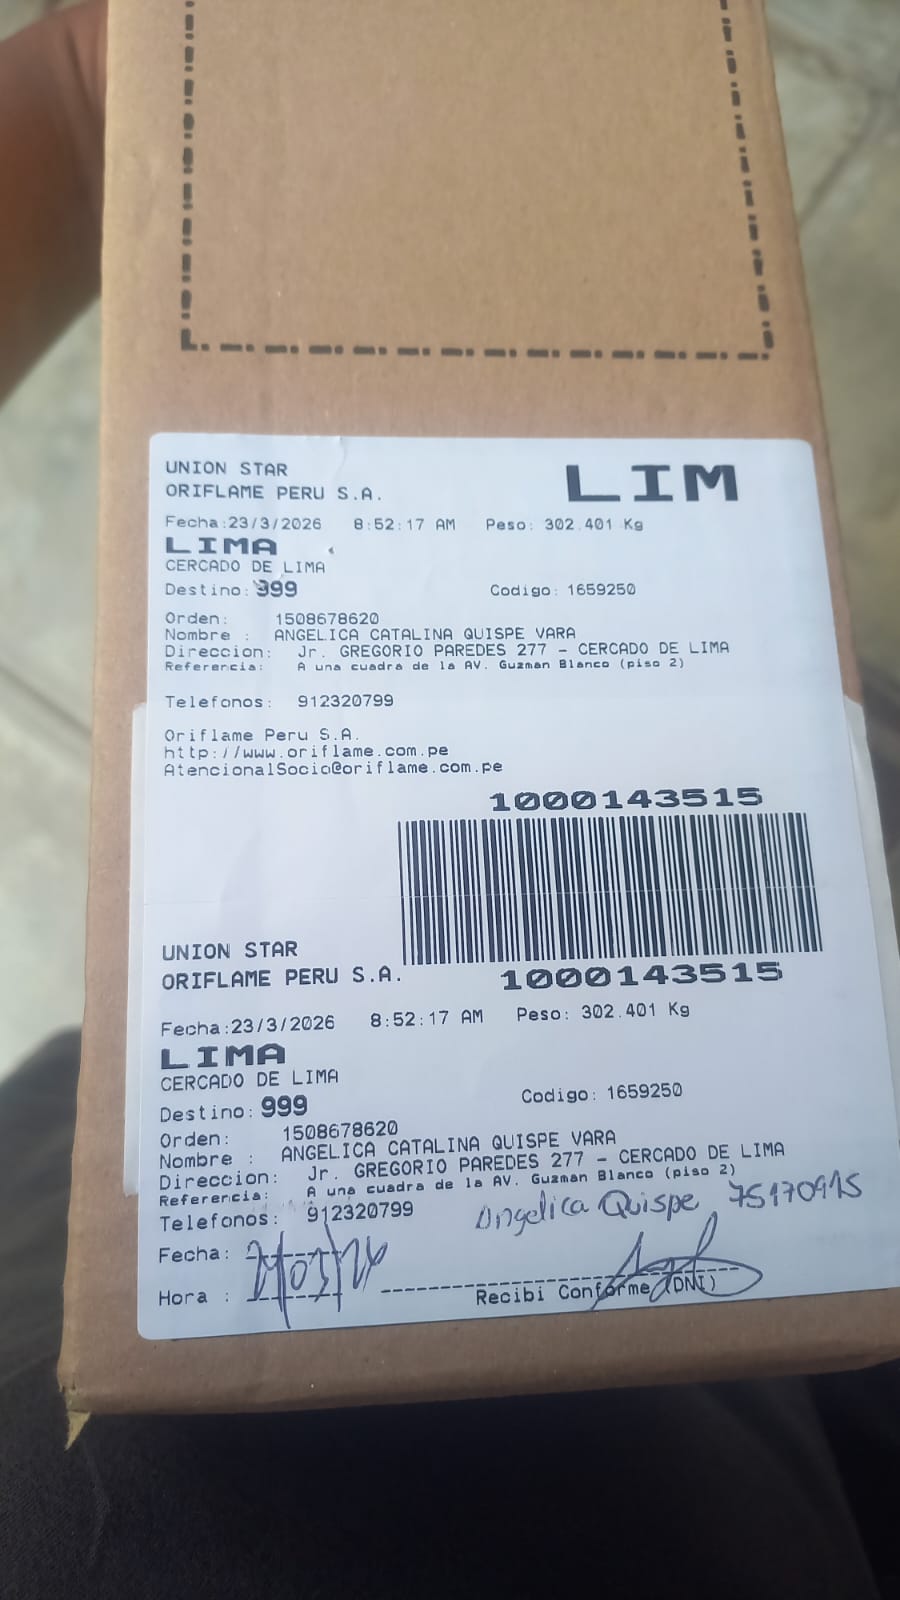 UNION STAR
LIM
ORIFLAME PERU S.A.
Fecha:23/3/2026 8:52:17 AM Peso: 302.401 Kg
LIMA
CERCADO DE LIMA
Destino: 999 Codigo: 1659250
Orden: 1508678620
Nombre : ANGELICA CATALINA QUISPE VARA
Direccion: Jr. GREGORIO PAREDES 277 - CERCADO DE LIMA
Referencia: A una cuadra de la AV. Guzman Blanco (piso 2)
Telefonos: 912320799
Oriflame Peru S.A.
http://www.oriflame.com.pe
AtencionalSocio@oriflame.com.pe
1000143515
1000143515
UNION STAR
ORIFLAME PERU S.A.
Fecha:23/3/2026 8:52:17 AM Peso: 302.401 Kg
LIMA
CERCADO DE LIMA
Destino: 999 Codigo: 1659250
Orden: 1508678620
Nombre : ANGELICA CATALINA QUISPE VARA
Direccion: Jr. GREGORIO PAREDES 277 - CERCADO DE LIMA
Referencia: A una cuadra de la AV. Guzman Blanco (piso 2)
Telefonos: 912320799
Angelica Quispe 75170915
Fecha:
Hora :
Recibi Conforme (DNI)